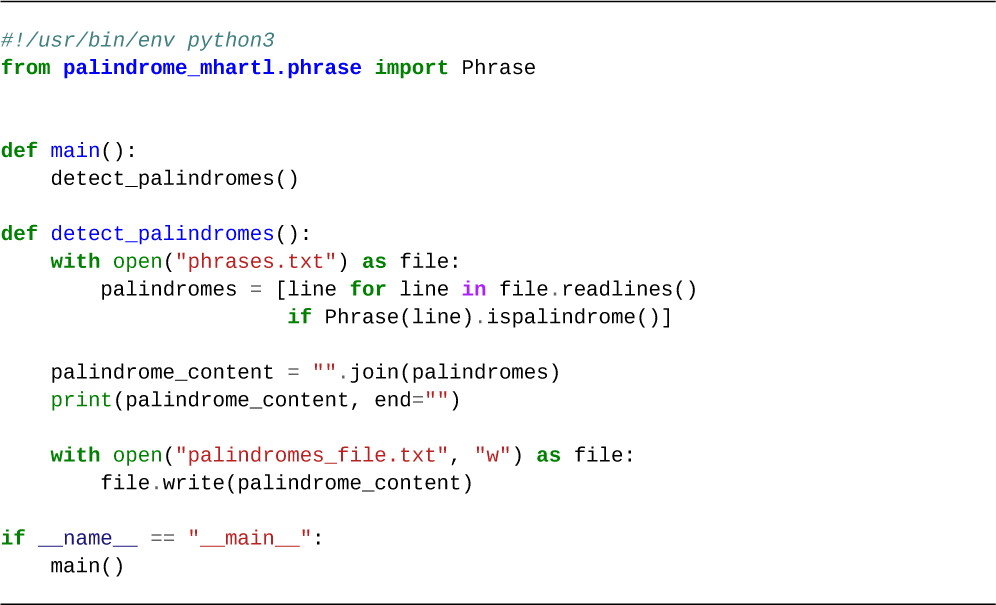 #!/usr/bin/env python3
from palindrome_mhartl.phrase import Phrase
def main():
    detect_palindromes()
def detect_palindromes():
    with open("phrases.txt") as file:
        palindromes = [line for line in file.readlines()
                       if Phrase(line).ispalindrome()]
    palindrome_content = "".join(palindromes)
    print(palindrome_content, end="")
    with open("palindromes_file.txt", "w") as file:
        file.write(palindrome_content)
if __name__ == "__main__":
    main()